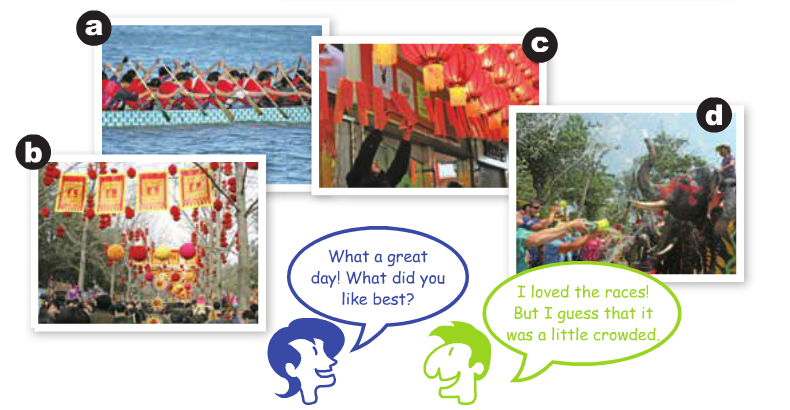 a
c
d
b
What a great
day! What did you
like best?
I loved the races!
But I guess that it
was a little crowded.